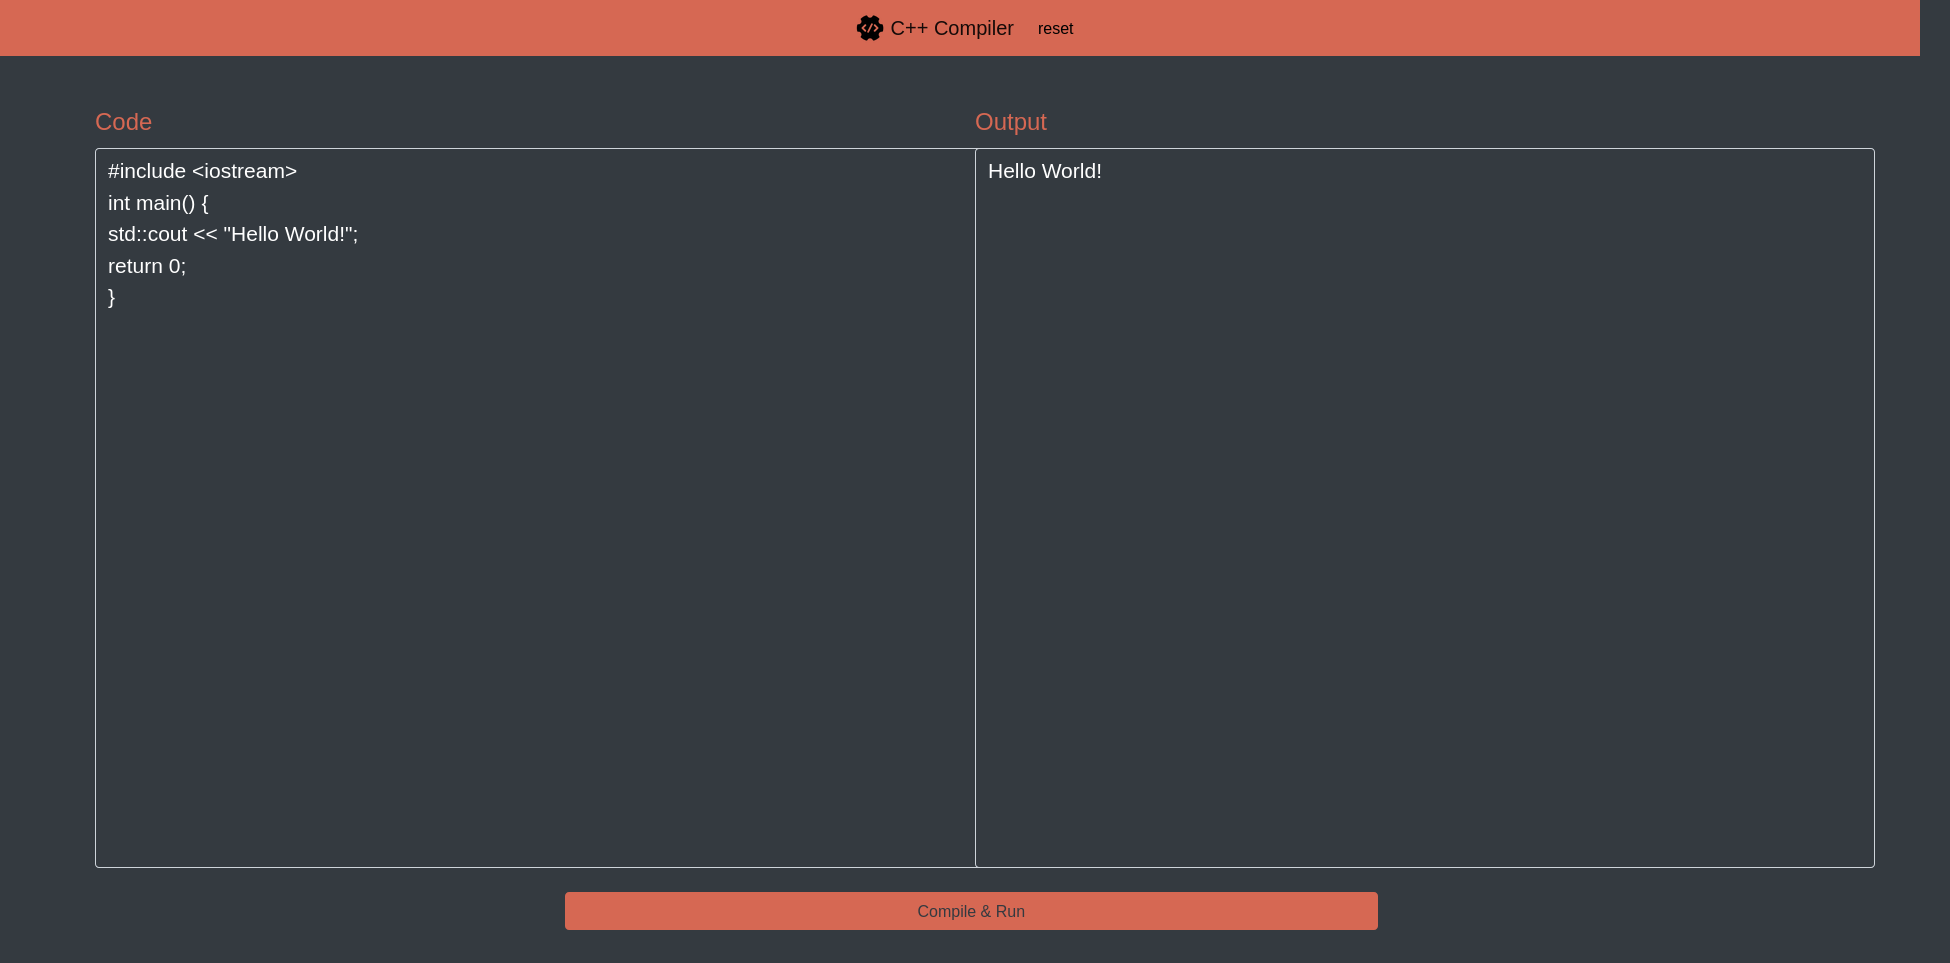 C++ Compiler reset
Code
#include <iostream>
int main() {
std::cout << "Hello World!";
return 0;
}
Output
Hello World!
Compile & Run